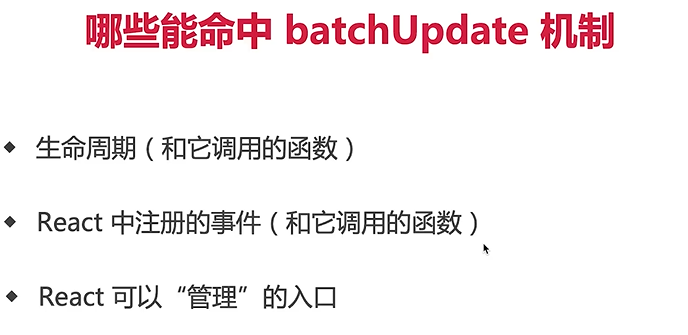 哪些能命中 batchUpdate 机制
生命周期（和它调用的函数）
React 中注册的事件（和它调用的函数）
React 可以“管理”的入口